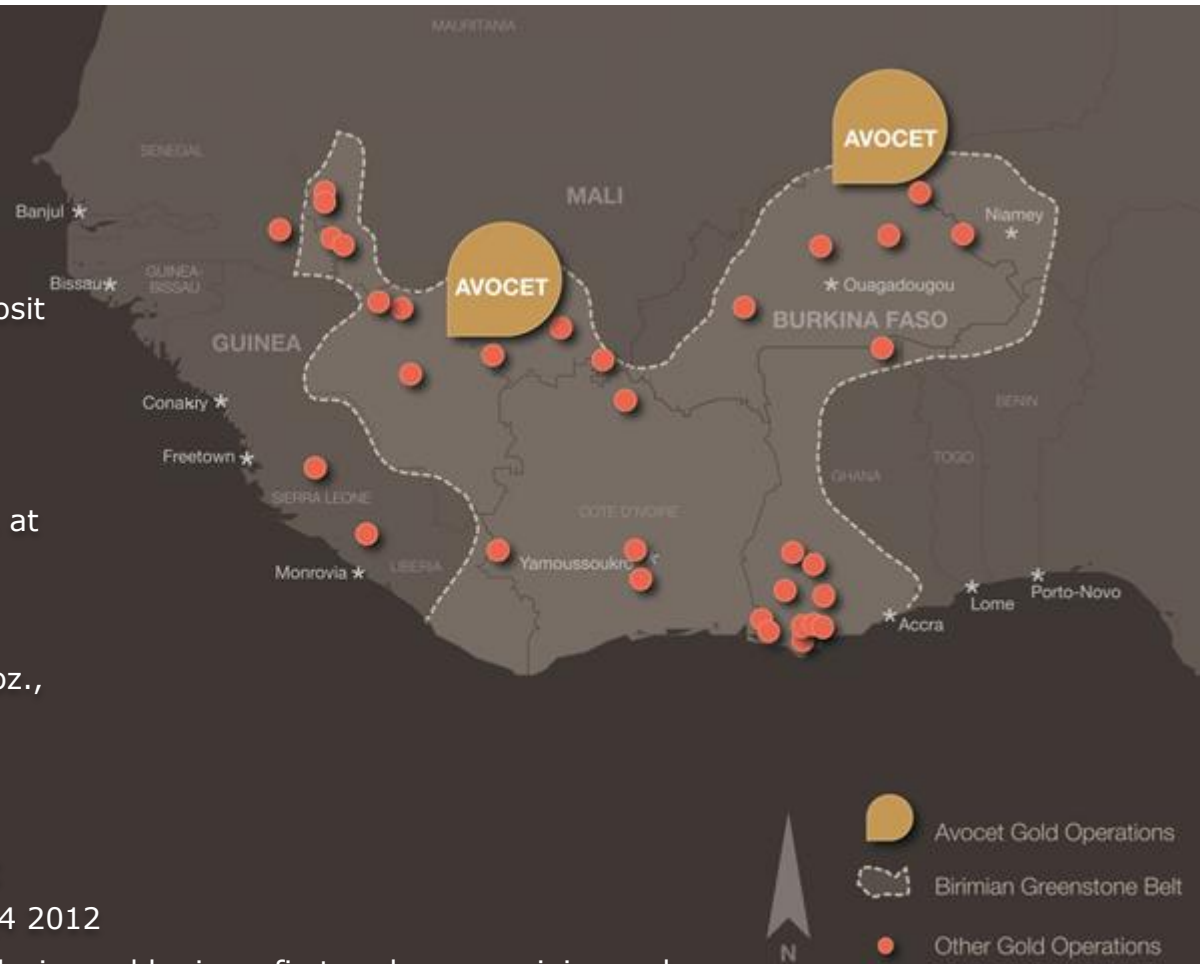 MAURITANIA
AVOCET
SENEGAL
MALI
Banjul
Niamey
GUINEA-
BISSAU
Bissau
AVOCET
Ouagadougou
osit
BURKINA FASO
GUINEA
Conakry
BENIN
Freetown
TOGO
GHANA
SIERRA LEONE
COTE D'IVOIRE
at
Yamoussoukro
LIBERIA
Monrovia
Porto-Novo
Lome
Accra
oz.,
Avocet Gold Operations
Birimian Greenstone Belt
4 2012
N
Other Gold Operations